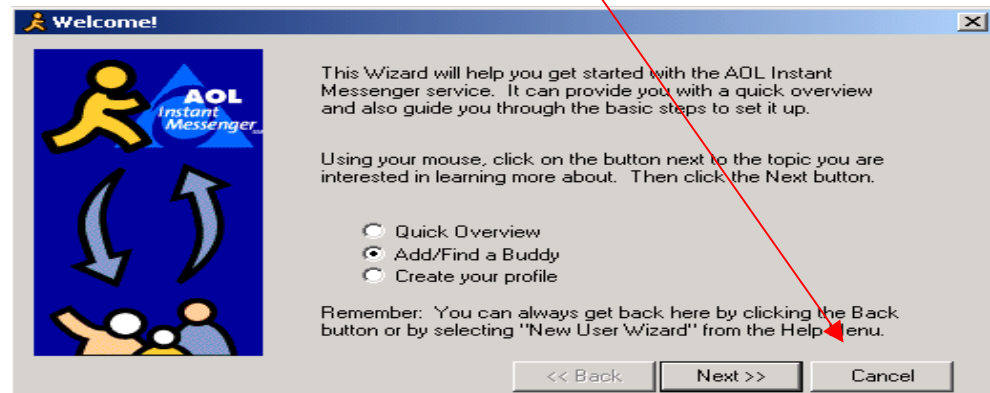 Welcome!
AOL
Instant
Messenger
This Wizard will help you get started with the AOL Instant
Messenger service.  It can provide you with a quick overview
and also guide you through the basic steps to set it up.
Using your mouse, click on the button next to the topic you are
interested in learning more about.  Then click the Next button.
Quick Overview
Add/Find a Buddy
Create your profile
Remember:  You can always get back here by clicking the Back
button or by selecting "New User Wizard" from the Help Menu.
<< Back
Next >>
Cancel